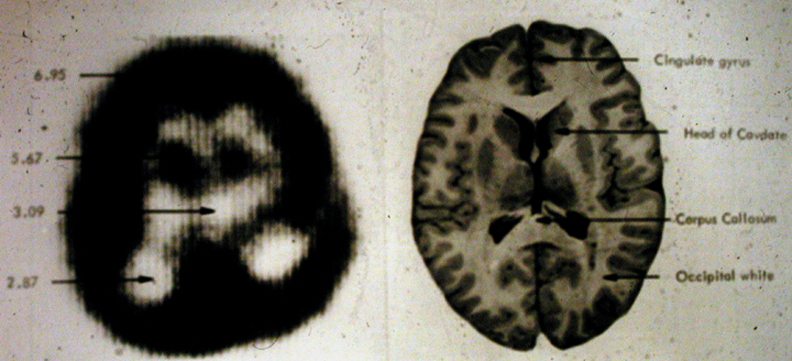 6.95
5.67
3.09
2.87
Cingulate gyrus
Head of Caudate
Corpus Callosum
Occipital white